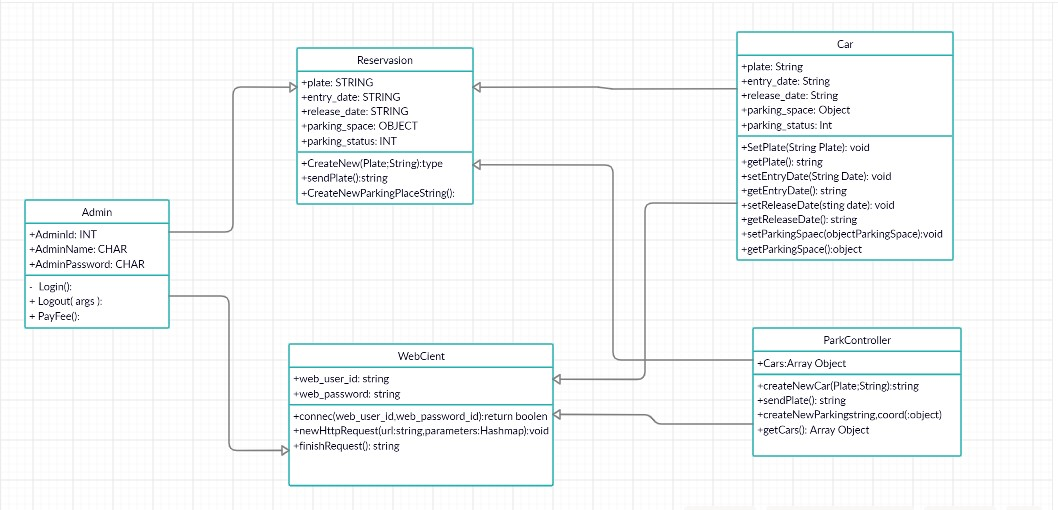 Reservasion
+plate: STRING
+entry_date: STRING
+release_date: STRING
+parking_space: OBJECT
+parking_status: INT
+CreateNew(Plate;String):type
+sendPlate():string
+CreateNewParkingPlaceString():
Car
+plate: String
+entry_date: String
+release_date: String
+parking_space: Object
+parking_status: Int
+SetPlate(String Plate): void
+getPlate(): string
+setEntryDate(String Date): void
+getEntryDate(): string
+setReleaseDate(sting date): void
+getReleaseDate(): string
+setParkingSpaec(objectParkingSpace):void
+getParkingSpace():object
Admin
+AdminId: INT
+AdminName: CHAR
+AdminPassword: CHAR
- Login():
+ Logout( args ):
+ PayFee():
WebCient
+web_user_id: string
+web_password: string
+connec(web_user_id,web_password_id):return boolen
+newHttpRequest(url:string,parameters:Hashmap):void
+finishRequest(): string
ParkController
+Cars:Array Object
+createNewCar(Plate;String):string
+sendPlate(): string
+createNewParkingstring,coord(:object)
+getCars(): Array Object